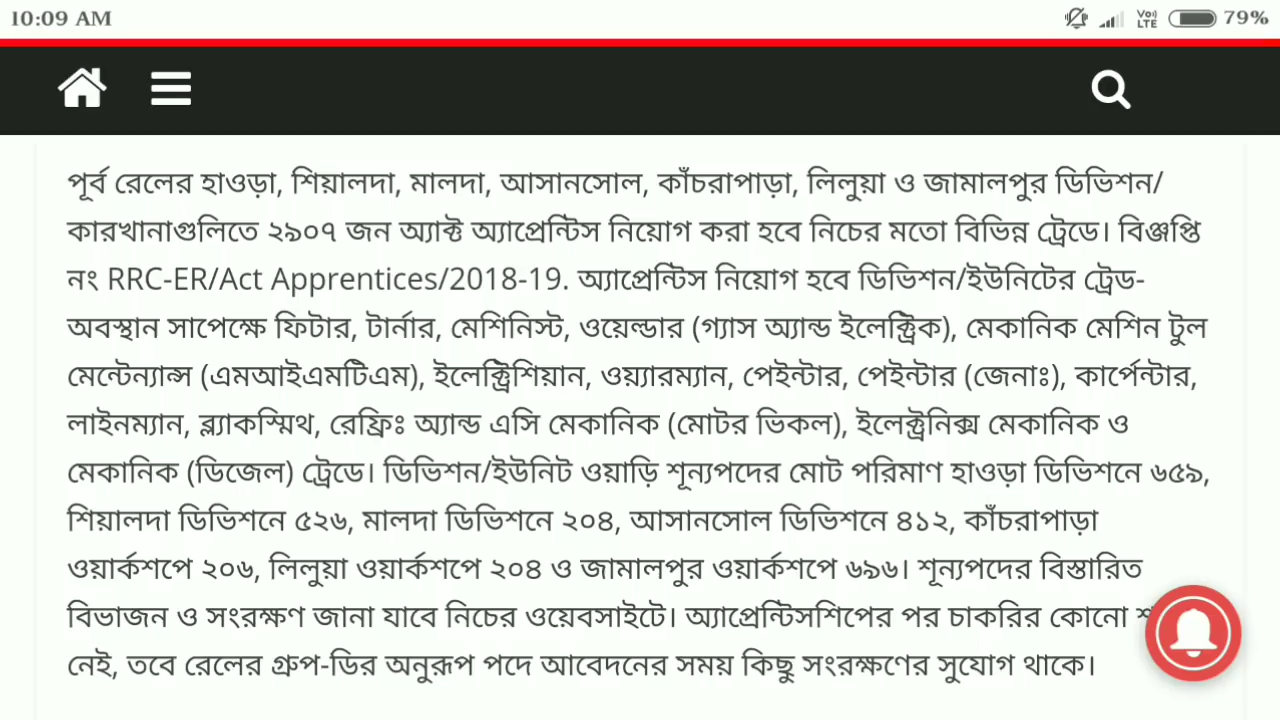 10:09 AM
Vo)) LTE
79%
পূর্ব রেলের হাওড়া, শিয়ালদা, মালদা, আসানসোল, কাঁচরাপাড়া, লিলুয়া ও জামালপুর ডিভিশন/
কারখানাগুলিতে ২৯০৭ জন অ্যাক্ট অ্যাপ্রেন্টিস নিয়োগ করা হবে নিচের মতো বিভিন্ন ট্রেডে। বিজ্ঞপ্তি
নং RRC-ER/Act Apprentices/2018-19. অ্যাপ্রেন্টিস নিয়োগ হবে ডিভিশন/ইউনিটের ট্রেড-
অবস্থান সাপেক্ষে ফিটার, টার্নার, মেশিনিস্ট, ওয়েল্ডার (গ্যাস অ্যান্ড ইলেক্ট্রিক), মেকানিক মেশিন টুল
মেন্টেন্যান্স (এমআইএমটিএম), ইলেক্ট্রিশিয়ান, ওয়্যারম্যান, পেইন্টার, পেইন্টার (জেনাঃ), কার্পেন্টার,
লাইনম্যান, ব্ল্যাকস্মিথ, রেফ্রিঃ অ্যান্ড এসি মেকানিক (মোটর ভিকল), ইলেক্ট্রনিক্স মেকানিক ও
মেকানিক (ডিজেল) ট্রেডে। ডিভিশন/ইউনিট ওয়াড়ি শূন্যপদের মোট পরিমাণ হাওড়া ডিভিশনে ৬৫৯,
শিয়ালদা ডিভিশনে ৫২৬, মালদা ডিভিশনে ২০৪, আসানসোল ডিভিশনে ৪১২, কাঁচরাপাড়া
ওয়ার্কশপে ২০৬, লিলুয়া ওয়ার্কশপে ২০৪ ও জামালপুর ওয়ার্কশপে ৬৯৬। শূন্যপদের বিস্তারিত
বিভাজন ও সংরক্ষণ জানা যাবে নিচের ওয়েবসাইটে। অ্যাপ্রেন্টিসশিপের পর চাকরির কোনো
নেই, তবে রেলের গ্রুপ-ডির অনুরূপ পদে আবেদনের সময় কিছু সংরক্ষণের সুযোগ থাকে।